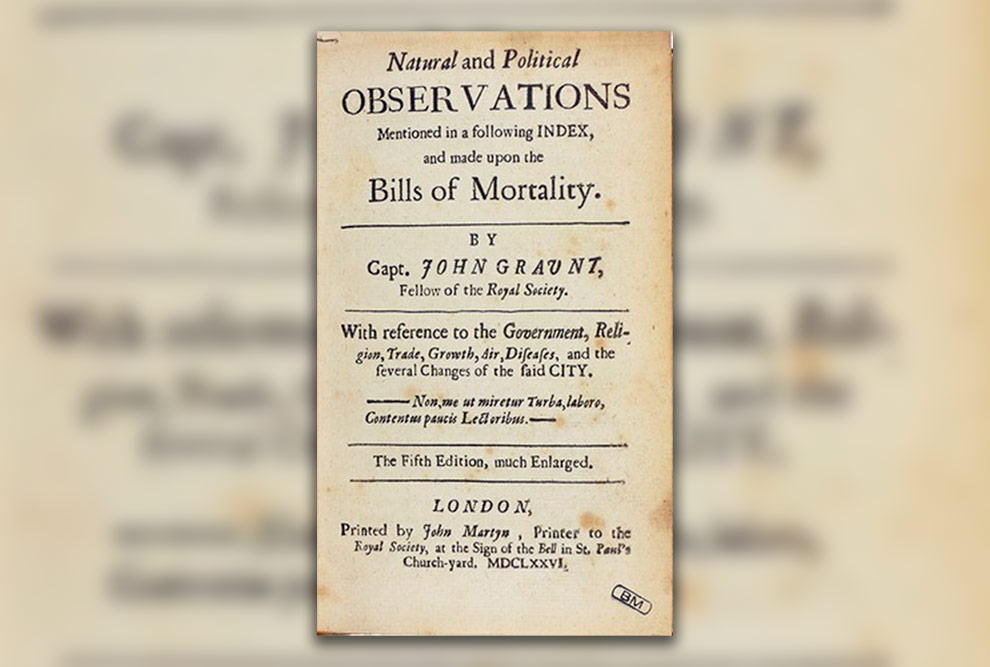 Natural and Political
OBSERVATIONS
Mentioned in a following INDEX,
and made upon the
Bills of Mortality.
BY
Capt. JOHN GRAUNT,
Fellow of the Royal Society.
With reference to the Government, Reli-
gion, Trade, Growth, Air, Diſeaſes, and the
ſeveral Changes of the ſaid CITY.
—— Non, me ut miretur Turba, laboro,
Contentus paucis Lectoribus. ——
The Fifth Edition, much Enlarged.
LONDON,
Printed by John Martyn , Printer to the
Royal Society, at the Sign of the Bell in St. Paul's
Church-yard. MDCLXXVI.
BM